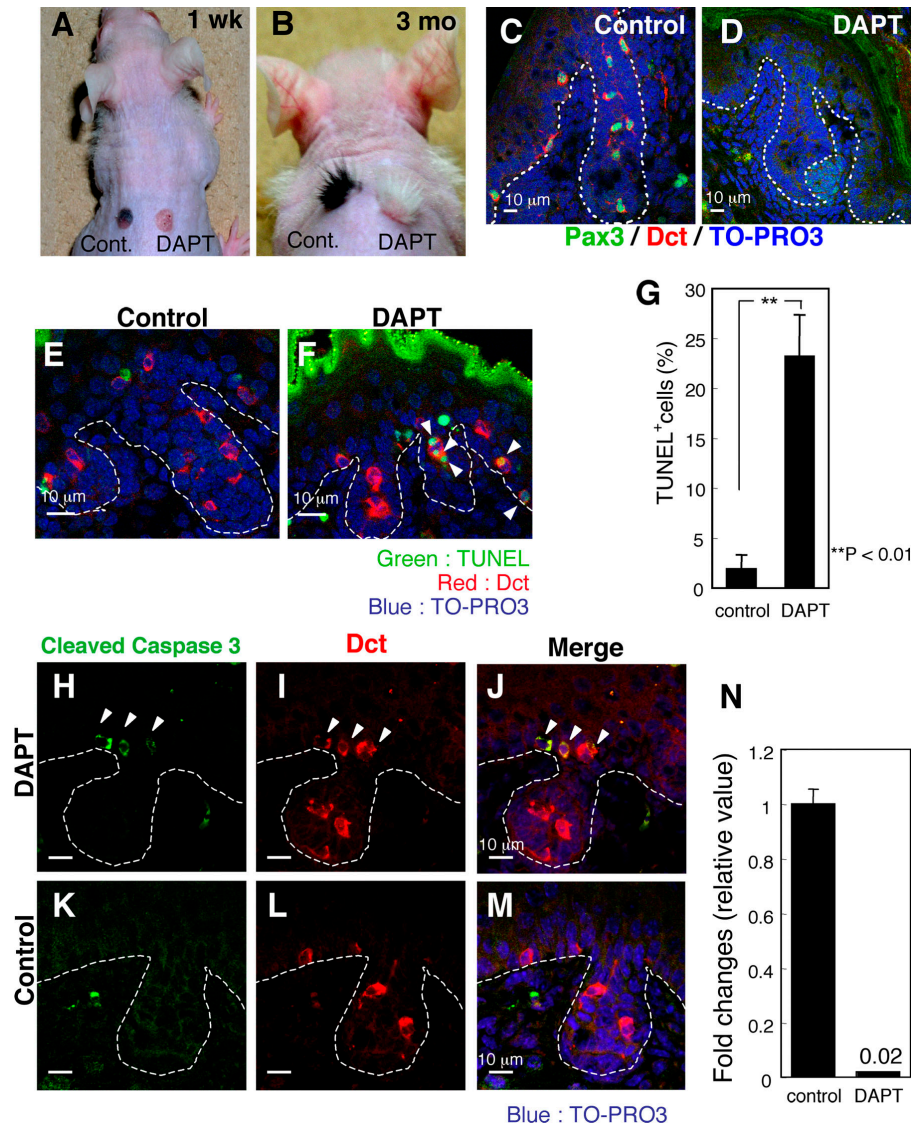 A 1 wk
Cont. DAPT
B 3 mo
Cont. DAPT
C Control
10 µm
D DAPT
10 µm
Pax3 / Dct / TO-PRO3
Control
E
10 µm
DAPT
F
10 µm
Green : TUNEL
Red : Dct
Blue : TO-PRO3
G
30
25
20
15
10
5
0
TUNEL+cells (%)
**
**P < 0.01
control DAPT
Cleaved Caspase 3 Dct Merge
DAPT
H I J
10 µm
Control
K L M
10 µm
Blue : TO-PRO3
N
Fold changes (relative value)
1.2
1
0.8
0.6
0.4
0.2
0
0.02
control DAPT